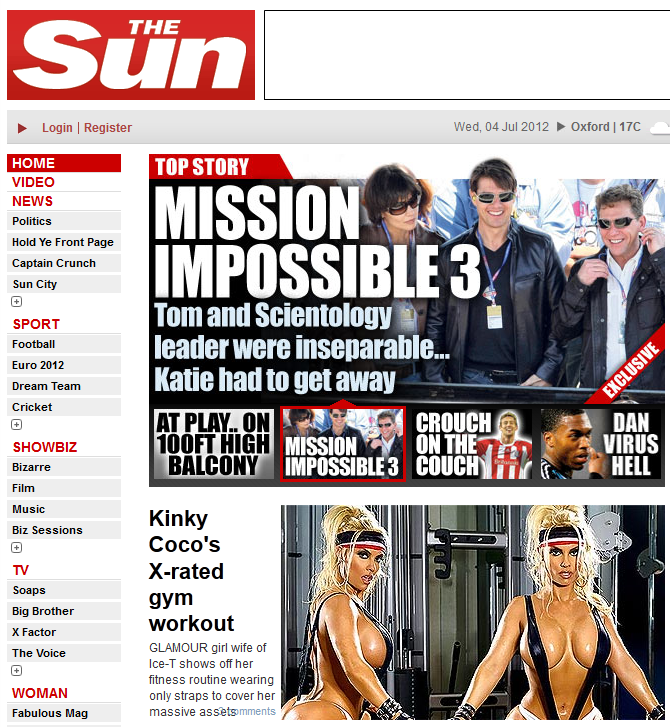 THE
Sun
Login | Register
Wed, 04 Jul 2012 Oxford | 17C
HOME
VIDEO
NEWS
Politics
Hold Ye Front Page
Captain Crunch
Sun City
SPORT
Football
Euro 2012
Dream Team
Cricket
SHOWBIZ
Bizarre
Film
Music
Biz Sessions
TV
Soaps
Big Brother
X Factor
The Voice
WOMAN
Fabulous Mag
TOP STORY
MISSION
IMPOSSIBLE 3
Tom and Scientology
leader were inseparable...
Katie had to get away
EXCLUSIVE
AT PLAY.. ON
100FT HIGH
BALCONY
MISSION
IMPOSSIBLE 3
CROUCH
ON THE
COUCH
DAN
VIRUS
HELL
Kinky
Coco's
X-rated
gym
workout
GLAMOUR girl wife of
Ice-T shows off her
fitness routine wearing
only straps to cover her
massive assets
comments